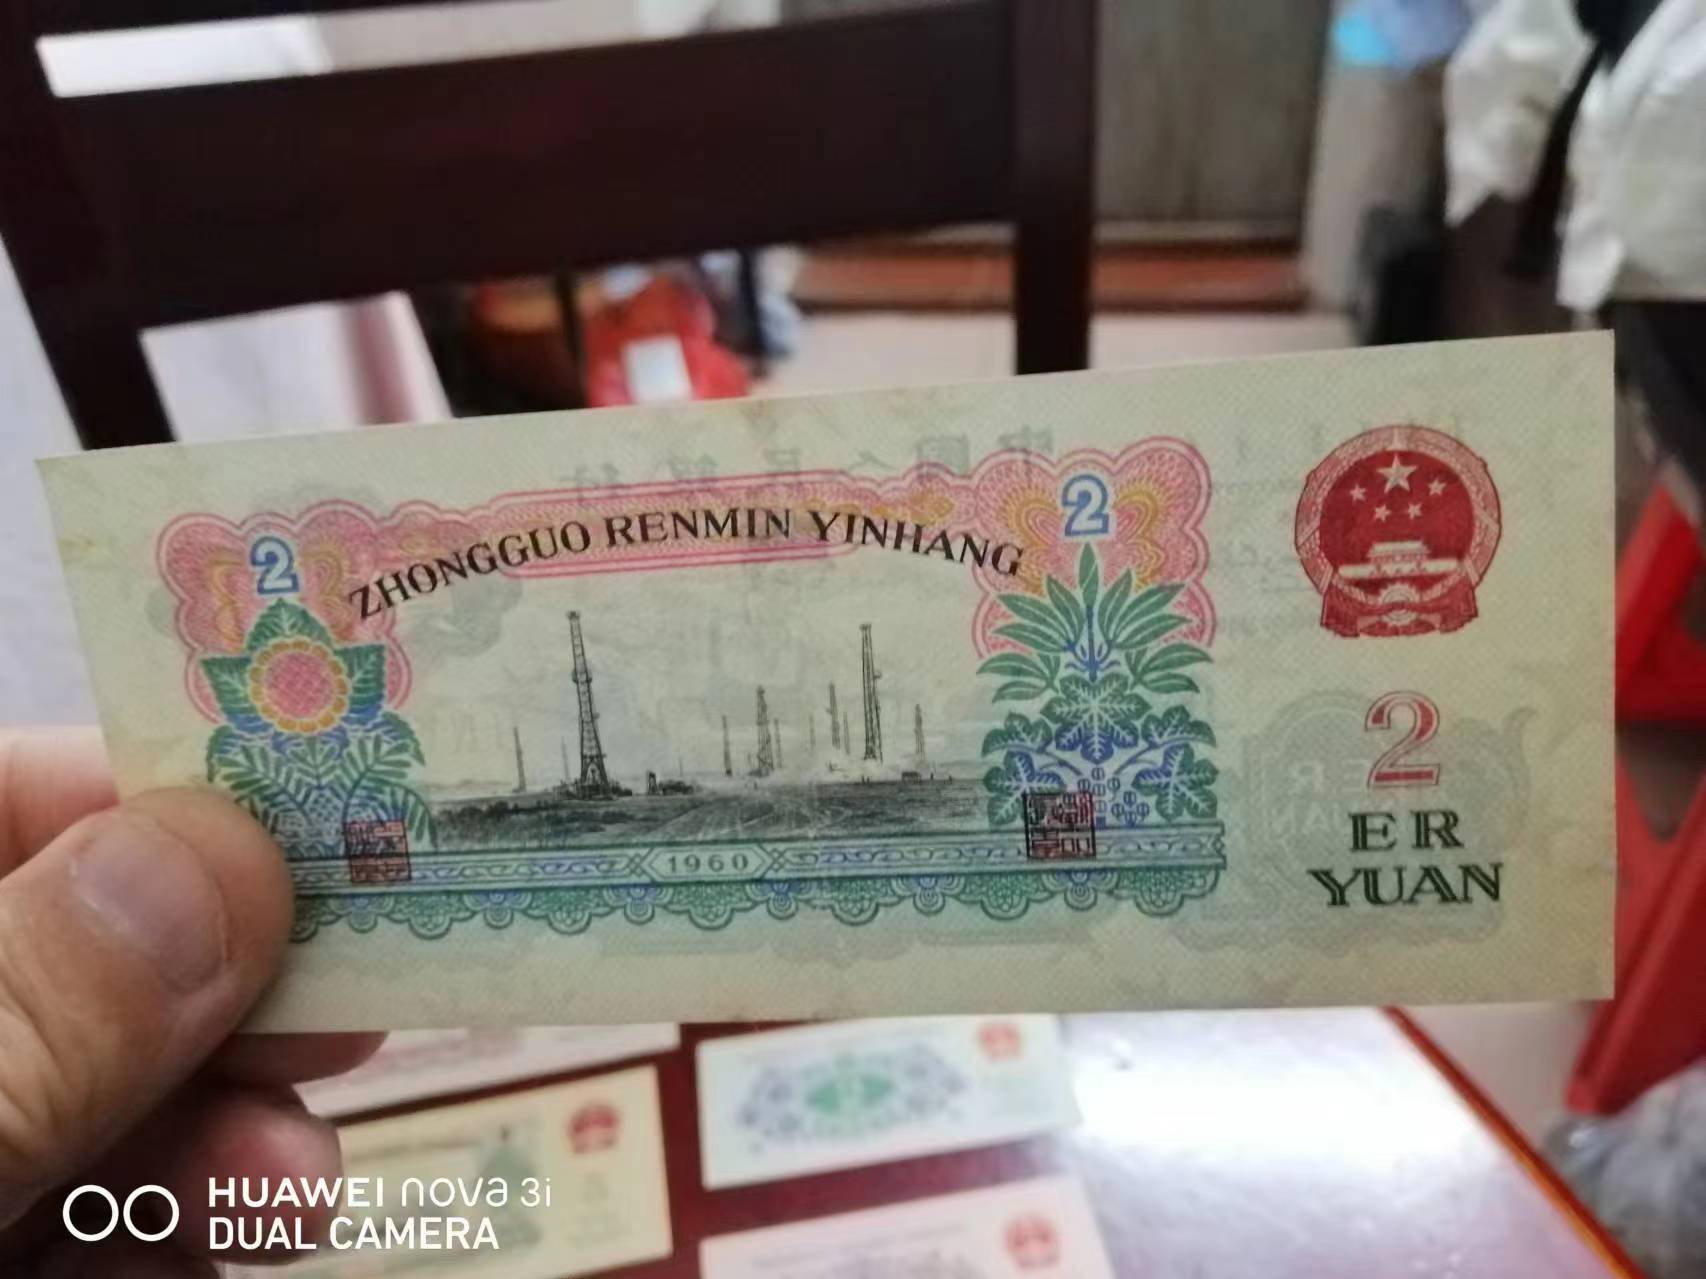 2
2
ZHONGGUO RENMIN YINHANG
1960
2
ER
YUAN
HUAWEI nova 3i
DUAL CAMERA